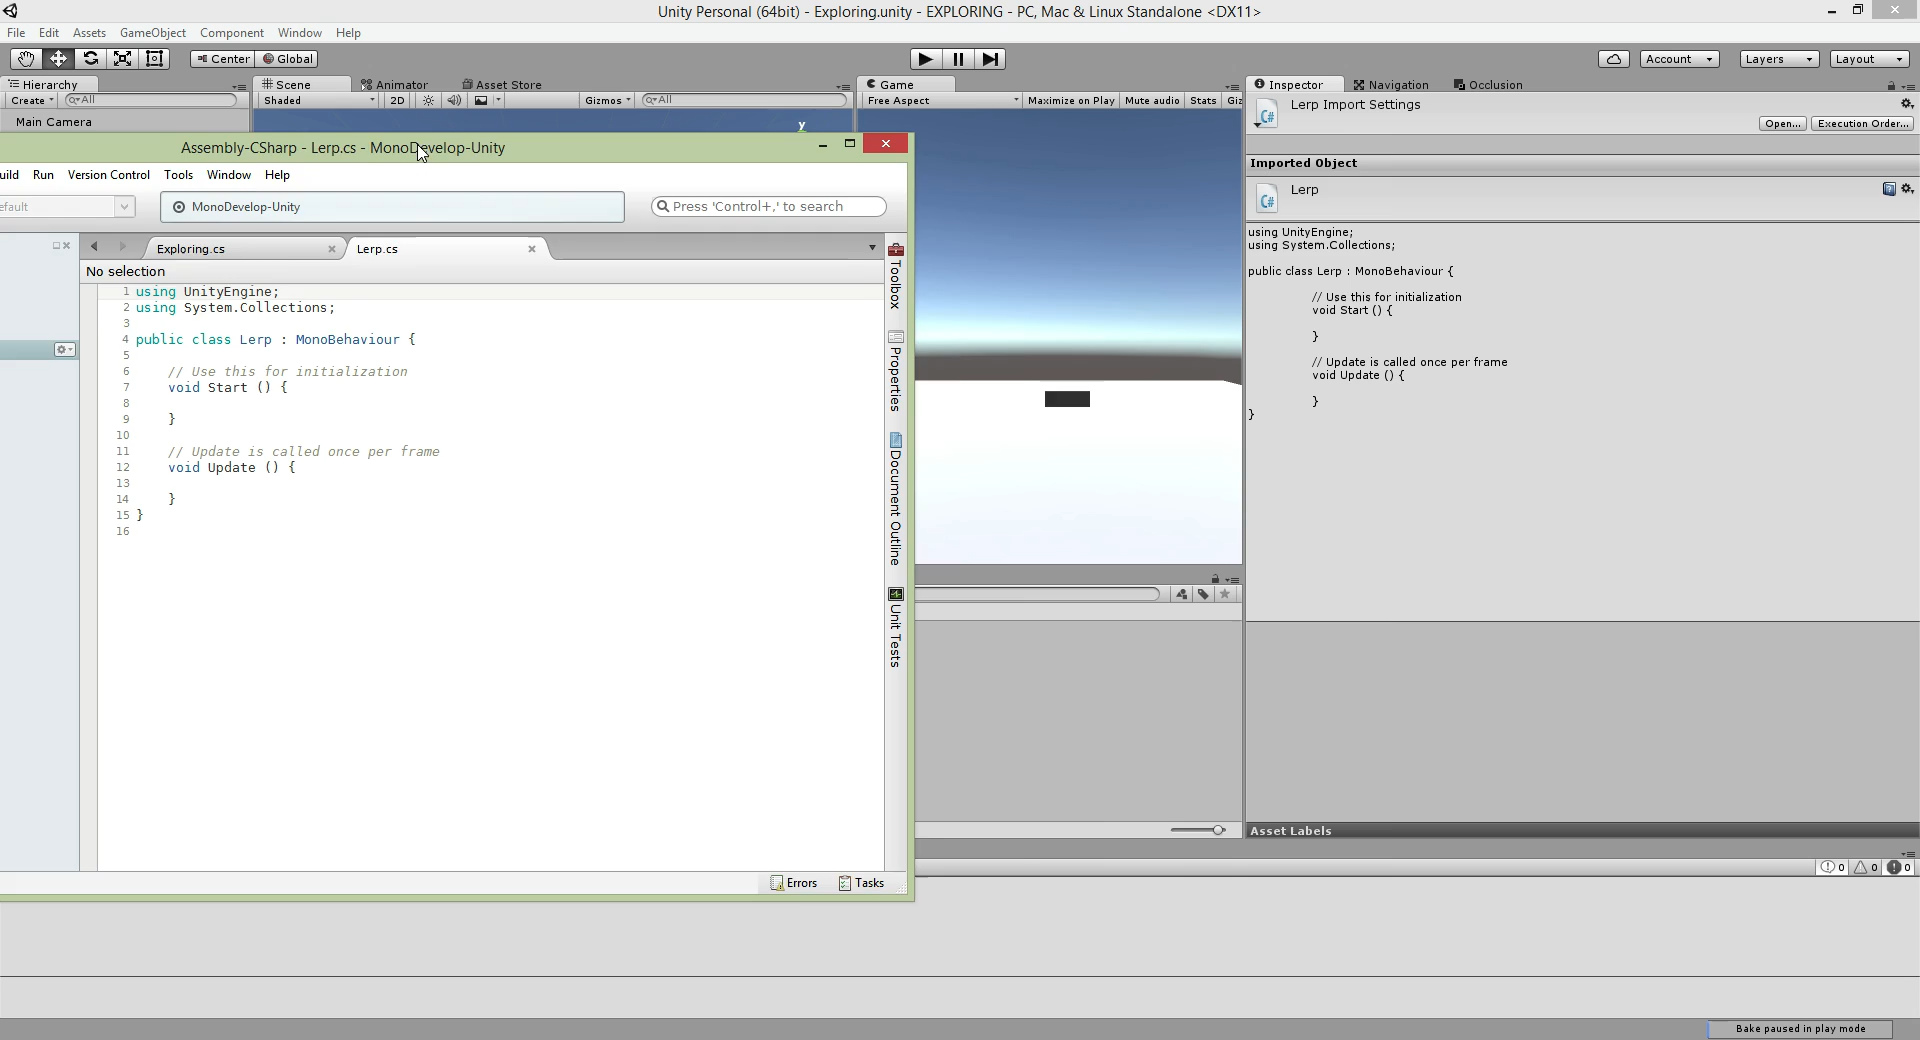 Unity Personal (64bit) - Exploring.unity - EXPLORING - PC, Mac & Linux Standalone <DX11>
File Edit Assets GameObject Component Window Help
Center Global
Account Layers Layout
Hierarchy
Create All
Main Camera
Scene Animator Asset Store
Shaded 2D Gizmos All
y
Game
Free Aspect Maximize on Play Mute audio Stats Giz
Inspector Navigation Occlusion
Lerp Import Settings
Open... Execution Order...
Imported Object
Lerp
using UnityEngine;
using System.Collections;
public class Lerp : MonoBehaviour {
// Use this for initialization
void Start () {
}
// Update is called once per frame
void Update () {
}
}
Asset Labels
0 0 0
Bake paused in play mode
Assembly-CSharp - Lerp.cs - MonoDevelop-Unity
uild Run Version Control Tools Window Help
efault MonoDevelop-Unity Press 'Control+,' to search
Exploring.cs Lerp.cs
No selection
1 using UnityEngine;
2 using System.Collections;
3
4 public class Lerp : MonoBehaviour {
5
6 // Use this for initialization
7 void Start () {
8
9 }
10
11 // Update is called once per frame
12 void Update () {
13
14 }
15 }
16
Toolbox
Properties
Document Outline
Unit Tests
Errors Tasks